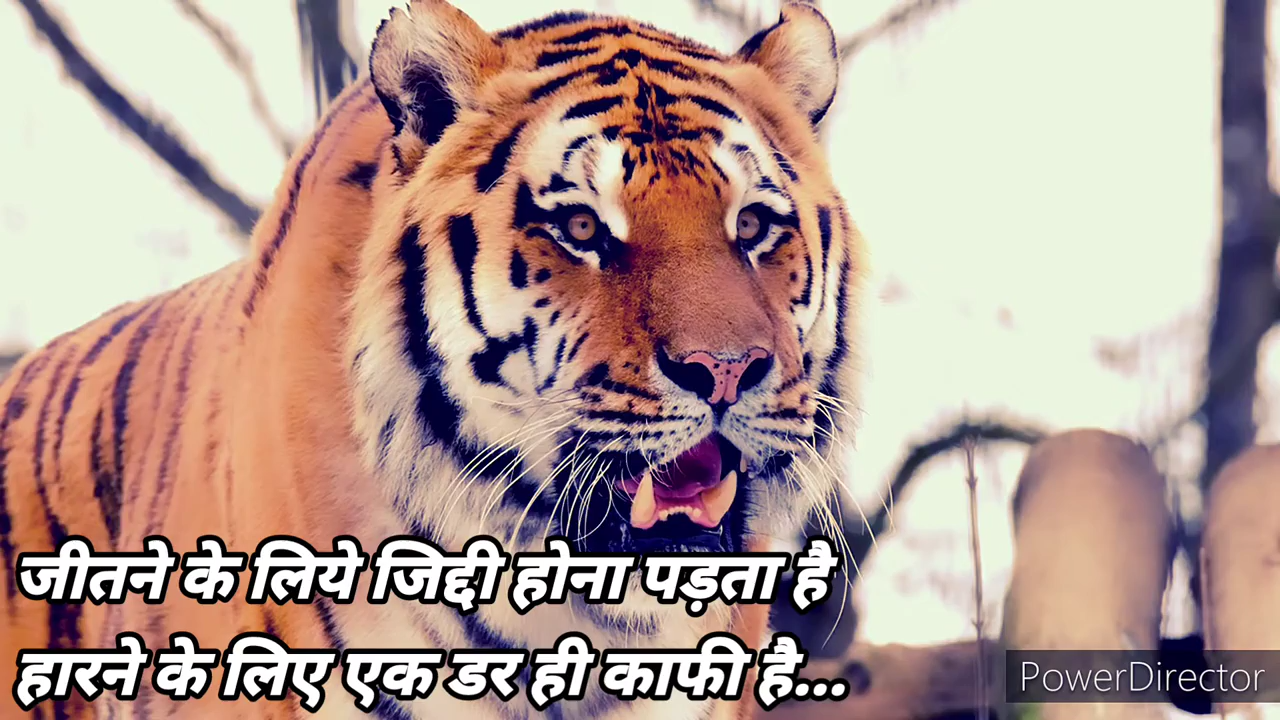 जीतने के लिये जिद्दी होना पड़ता है
हारने के लिए एक डर ही काफी है...
PowerDirector